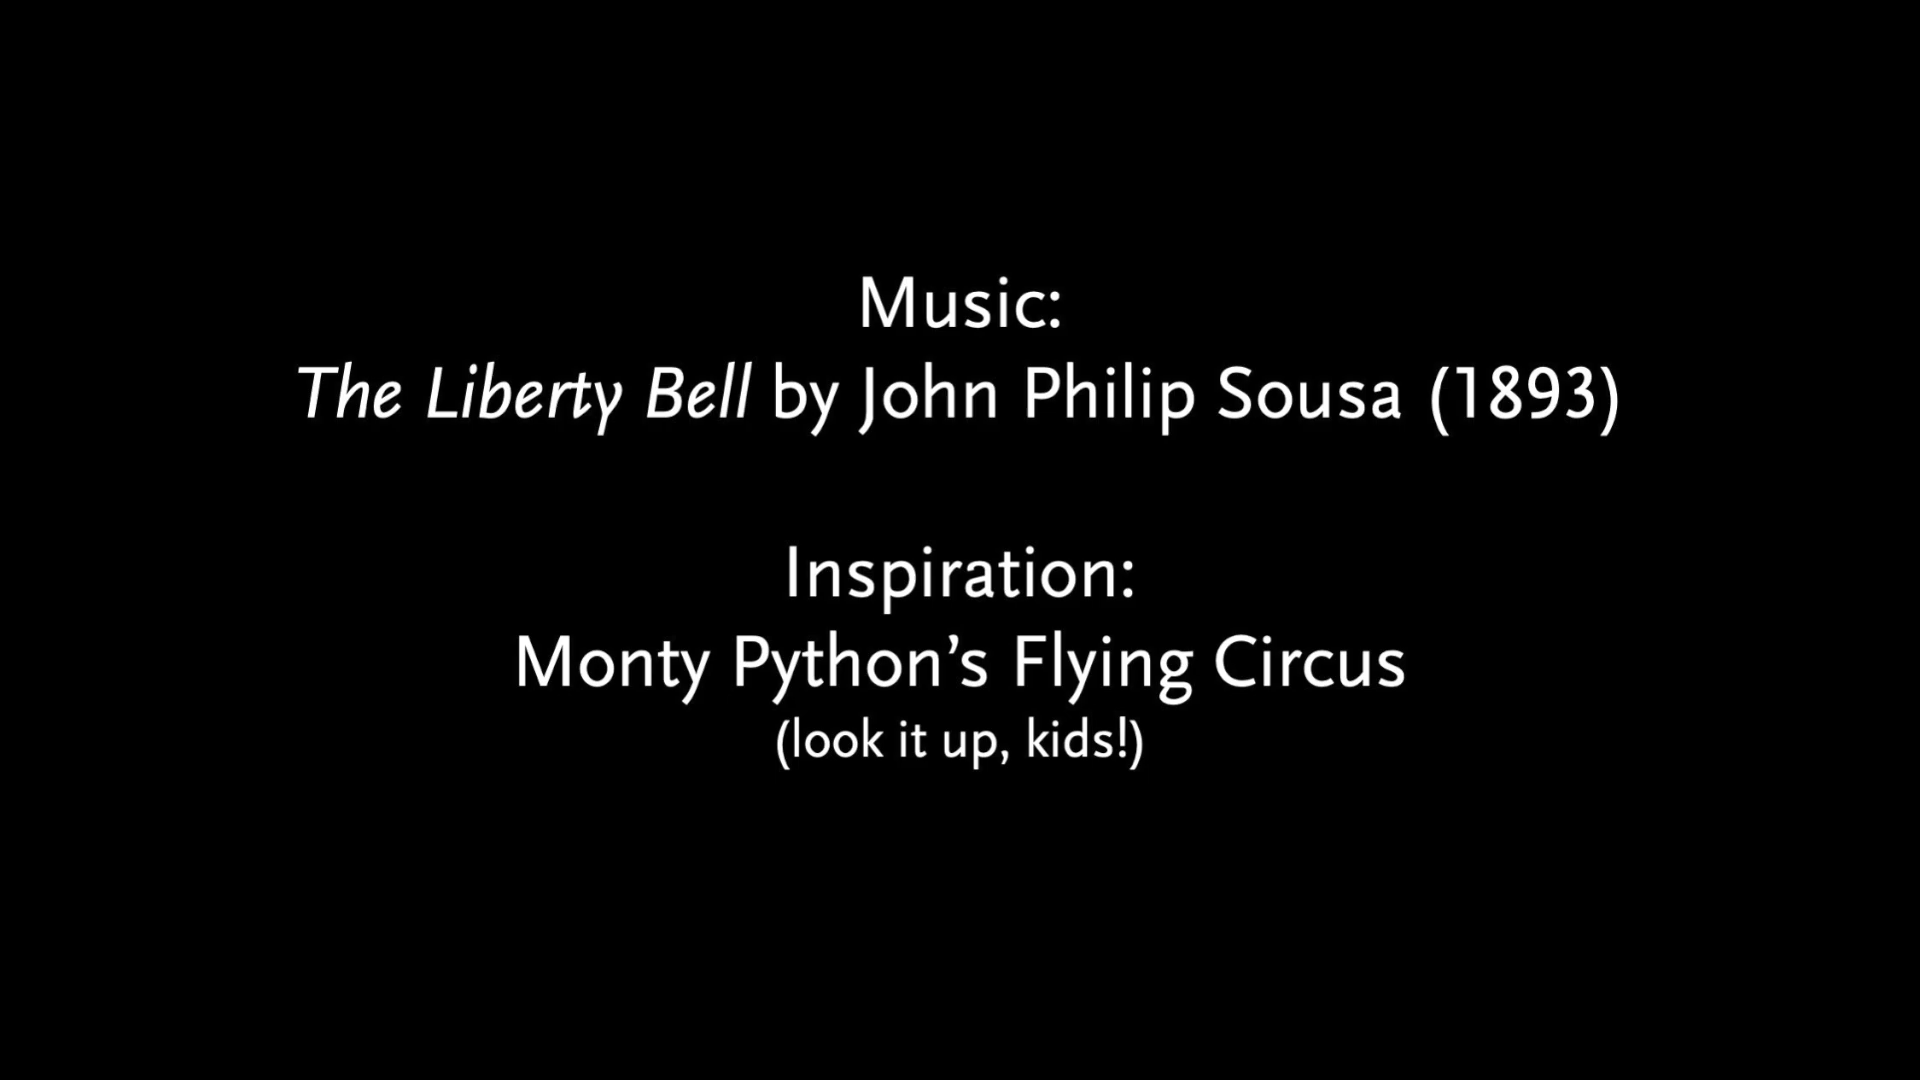 Music:
The Liberty Bell by John Philip Sousa (1893)
Inspiration:
Monty Python’s Flying Circus
(look it up, kids!)